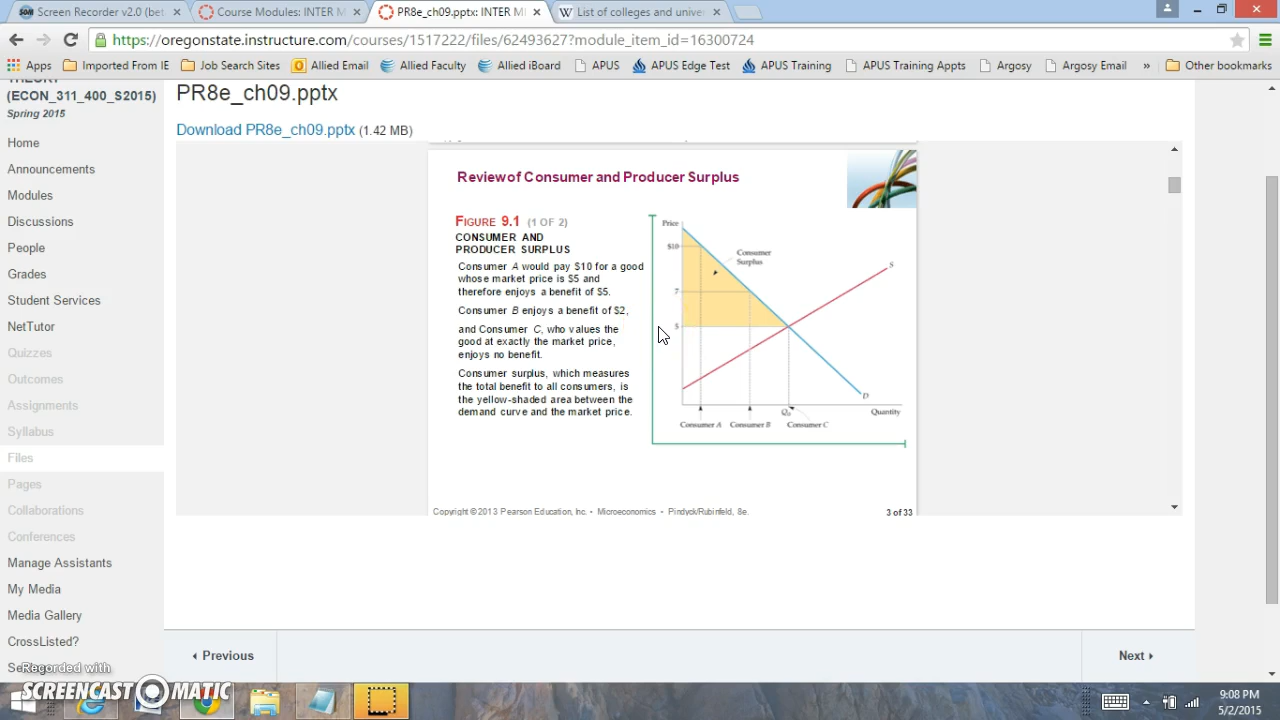 Screen Recorder v2.0 (bet
Course Modules: INTER M
PR8e_ch09.pptx: INTER MI
List of colleges and univer
https://oregonstate.instructure.com/courses/1517222/files/62493627?module_item_id=16300724
Apps
Imported From IE
Job Search Sites
Allied Email
Allied Faculty
Allied iBoard
APUS
APUS Edge Test
APUS Training
APUS Training Appts
Argosy
Argosy Email
»
Other bookmarks
(ECON_311_400_S2015)
Spring 2015
Home
Announcements
Modules
Discussions
People
Grades
Student Services
NetTutor
Quizzes
Outcomes
Assignments
Syllabus
Files
Pages
Collaborations
Conferences
Manage Assistants
My Media
Media Gallery
CrossListed?
PR8e_ch09.pptx
Download PR8e_ch09.pptx (1.42 MB)
Review of Consumer and Producer Surplus
FIGURE 9.1 (1 OF 2)
CONSUMER AND
PRODUCER SURPLUS
Consumer A would pay $10 for a good
whose market price is $5 and
therefore enjoys a benefit of $5.
Consumer B enjoys a benefit of $2,
and Consumer C, who values the
good at exactly the market price,
enjoys no benefit.
Consumer surplus, which measures
the total benefit to all consumers, is
the yellow-shaded area between the
demand curve and the market price.
Price
$10
7
5
Consumer
Surplus
S
D
Q0
Quantity
Consumer A
Consumer B
Consumer C
Copyright © 2013 Pearson Education, Inc. • Microeconomics • Pindyck/Rubinfeld, 8e.
3 of 33
Previous
Next
Recorded with
SCREENCAST MATIC
9:08 PM
5/2/2015